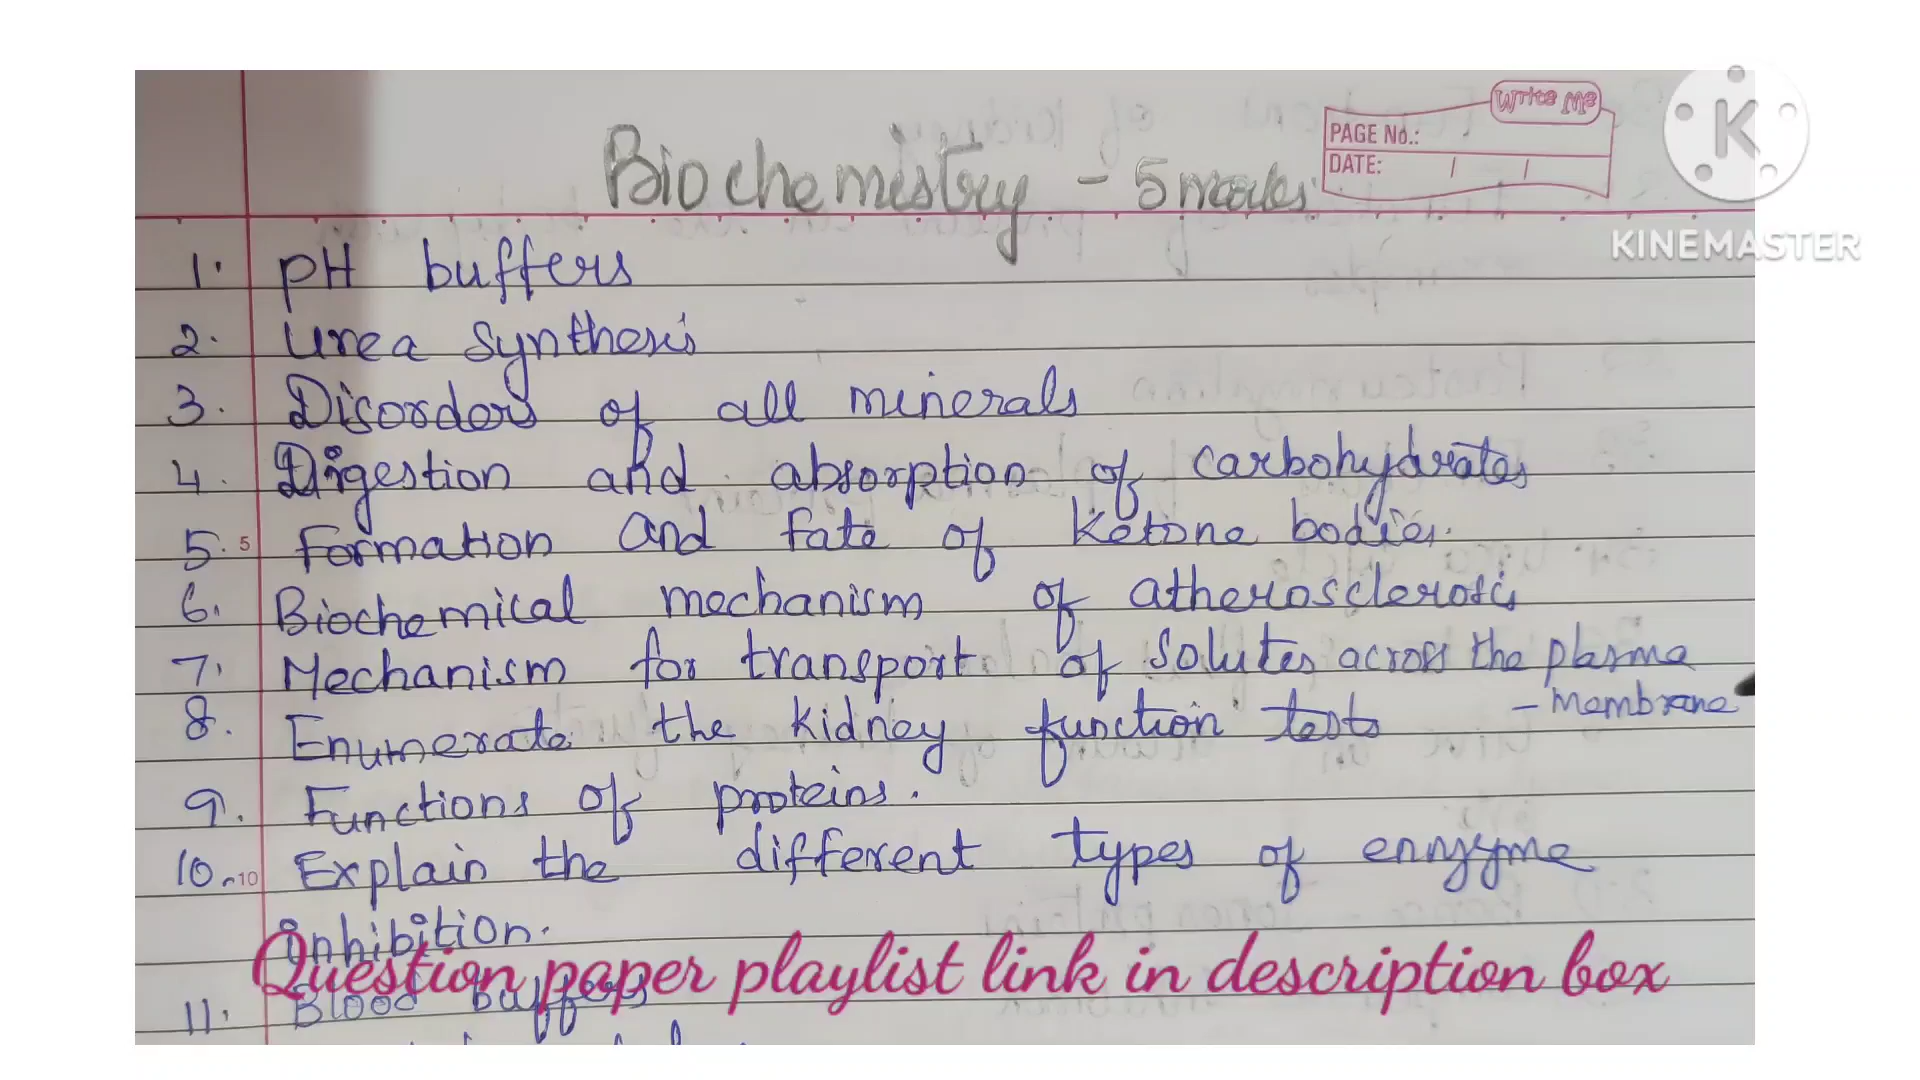 Write Me
PAGE No.:
DATE: / /
K
KINEMASTER
Biochemistry - 5 marks
1. pH buffers
2. Urea synthesis
3. Disorders of all minerals
4. Digestion and absorption of carbohydrates
5. 5 Formation and fate of ketone bodies.
6. Biochemical mechanism of atherosclerosis
7. Mechanism for transport of solutes across the plasma
- membrane
8. Enumerate the kidney function tests
9. Functions of proteins.
10. 10 Explain the different types of enzyme
inhibition.
Question paper playlist link in description box
11. Blood buffers